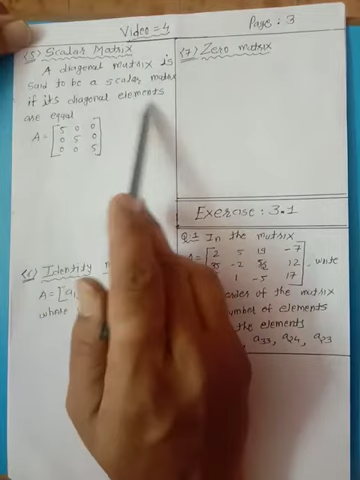 Video = 4
Page : 3
(5) Scalar Matrix
A diagonal matrix is
said to be a scalar matrix
if its diagonal elements
are equal
A = [5 0 0
0 5 0
0 0 5]
(6) Identity
A = [a
whose
(7) Zero matrix
Exercise : 3.1
Q.1 In the matrix
A = [2 5 19 -7
35 -2 12
1 -5 17], write
order of the matrix
number of elements
the elements
a33, a24, a23